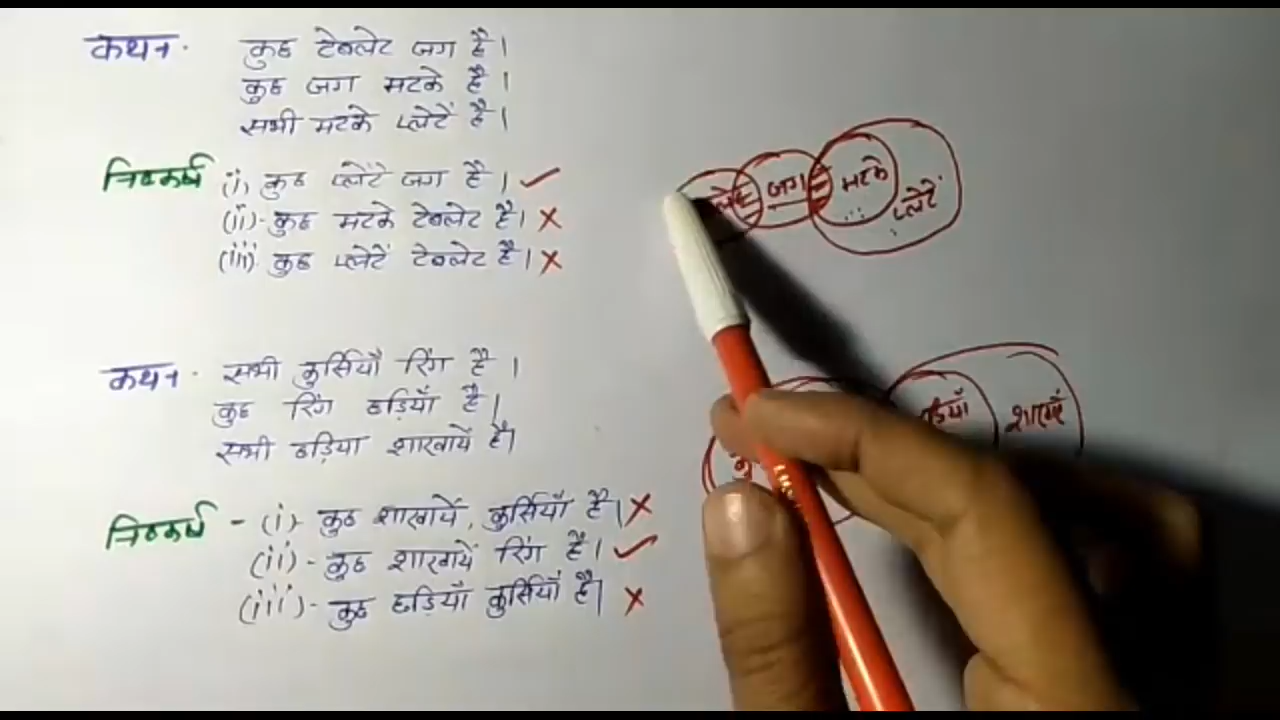 कथन. कुछ टेबलेट जग है।
कुछ जग मटके है।
सभी मटके प्लेटें है।
निष्कर्ष (i) कुछ प्लेंटे जग है। ✓
(ii)- कुछ मटके टेबलेट है। ×
(iii). कुछ प्लेटें टेबलेट है। ×
जग मटके प्लेटें
कथन. सभी कुर्सियाँ रिंग है।
कुछ रिंग छड़ियाँ है।
सभी छड़िया शाखायें है।
शाखाएं
निष्कर्ष - (i)- कुछ शाखायें, कुर्सियाँ है। ×
(ii)- कुछ शाखायें रिंग है। ✓
(iii)- कुछ छड़ियाँ कुर्सियाँ है। ×